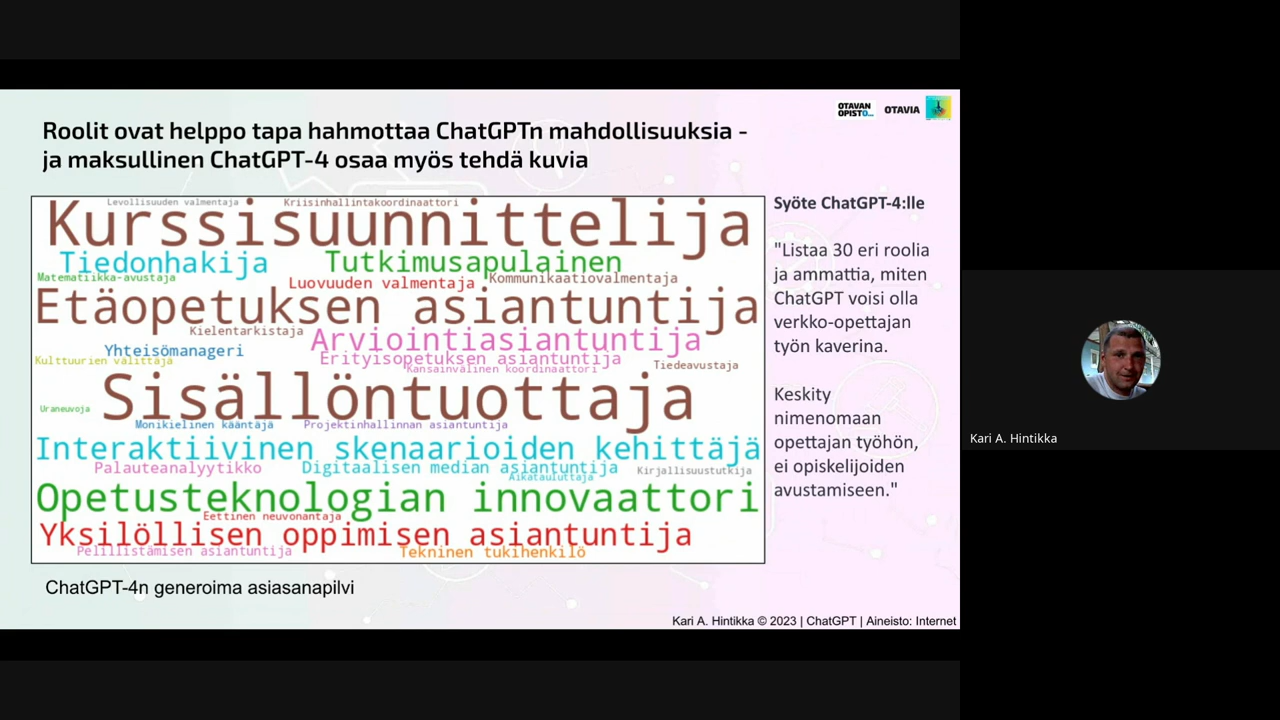 OTAVAN
OPISTO...
OTAVIA
Roolit ovat helppo tapa hahmottaa ChatGPTn mahdollisuuksia -
ja maksullinen ChatGPT-4 osaa myös tehdä kuvia
Levollisuuden valmentaja
Kriisinhallintakoordinaattori
Kurssisuunnittelija
Tiedonhakija
Tutkimusapulainen
Matematiikka-avustaja
Luovuuden valmentaja
Kommunikaatiovalmentaja
Etäopetuksen asiantuntija
Kielentarkistaja
Arviointiasiantuntija
Yhteisömanageri
Erityisopetuksen asiantuntija
Kulttuurien välittäjä
Kansainvälinen koordinaattori
Tiedeavustaja
Sisällöntuottaja
Uraneuvoja
Monikielinen kääntäjä
Projektinhallinnan asiantuntija
Interaktiivinen skenaarioiden kehittäjä
Palauteanalyytikko
Digitaalisen median asiantuntija
Kirjallisuustutkija
Aikatauluttaja
Opetusteknologian innovaattori
Eettinen neuvonantaja
Yksilöllisen oppimisen asiantuntija
Pelillistämisen asiantuntija
Tekninen tukihenkilö
Syöte ChatGPT-4:lle
"Listaa 30 eri roolia
ja ammattia, miten
ChatGPT voisi olla
verkko-opettajan
työn kaverina.
Keskity
nimenomaan
opettajan työhön,
ei opiskelijoiden
avustamiseen."
ChatGPT-4n generoima asiasanapilvi
Kari A. Hintikka © 2023 | ChatGPT | Aineisto: Internet
Kari A. Hintikka